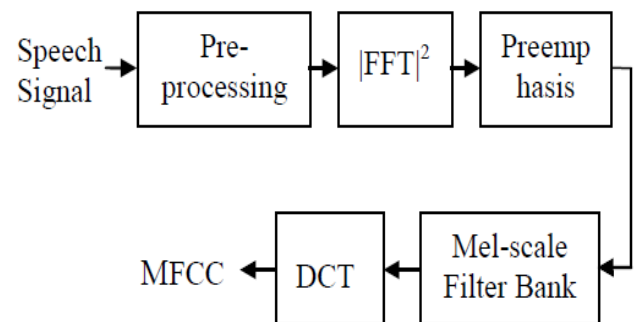 Speech
Signal
Pre-
processing
|FFT|²
Preemp
hasis
Mel-scale
Filter Bank
DCT
MFCC